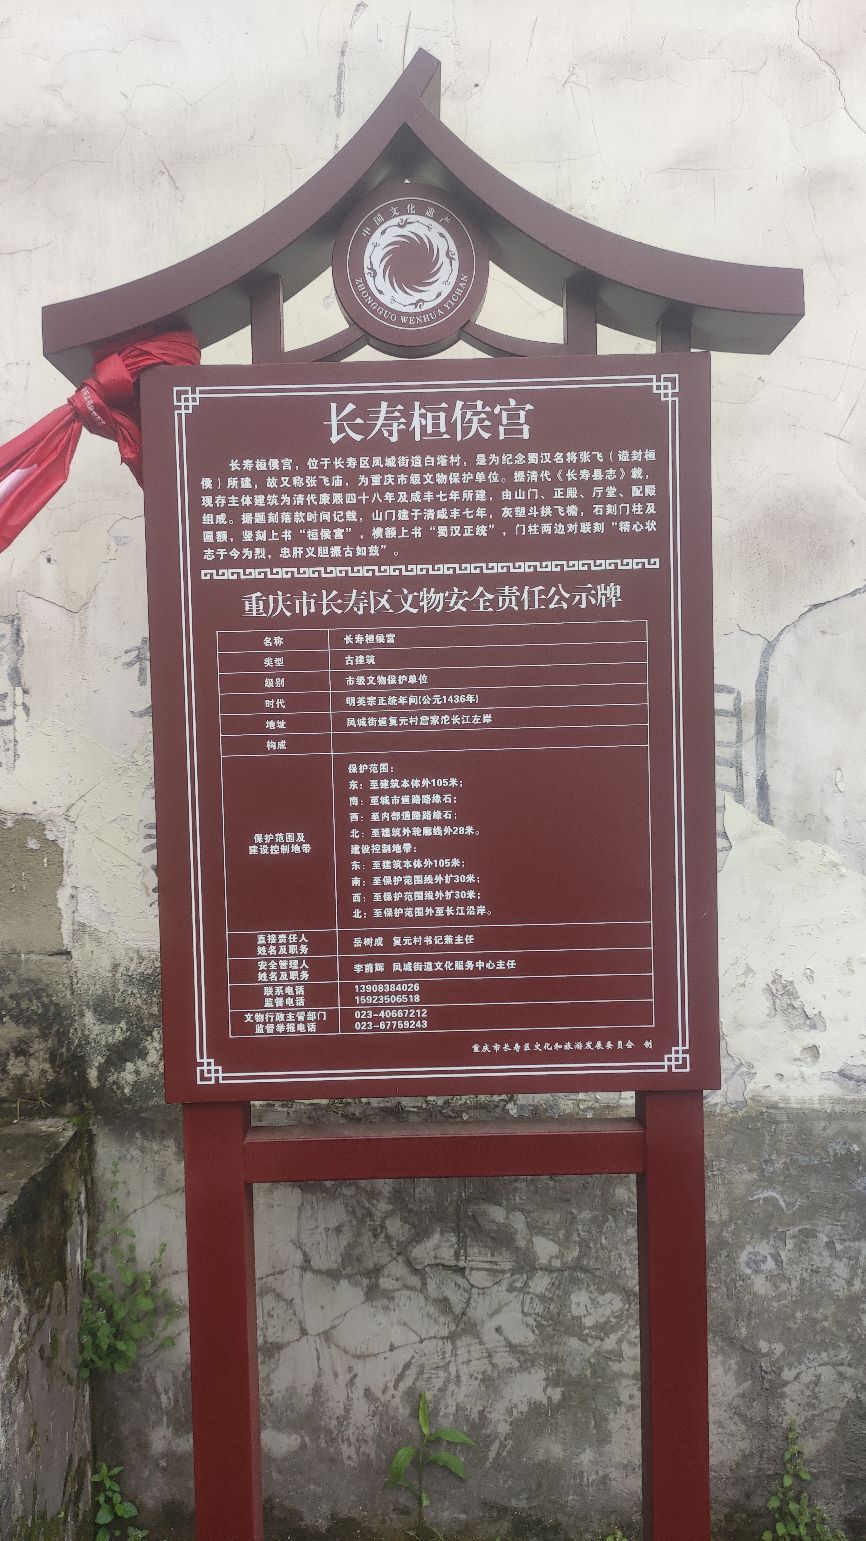 中国文化遗产
ZHONGGUO WENHUA YICHAN
长寿桓侯宫
长寿桓侯宫，位于长寿区凤城街道白塔村，是为纪念蜀汉名将张飞（谥封桓
侯）所建，故又称张飞庙，为重庆市级文物保护单位。据清代《长寿县志》载，
现存主体建筑为清代康熙四十八年及咸丰七年所建，由山门、正殿、厅堂、配殿
组成。据题刻落款时间记载，山门建于清咸丰七年，灰塑斗拱飞檐，石刻门柱及
匾额，竖刻上书“桓侯宫”，横额上书“蜀汉正统”，门柱两边对联刻“精心状
志于今为烈，忠肝义胆振古如兹”。
重庆市长寿区文物安全责任公示牌
名称 长寿桓侯宫
类型 古建筑
级别 市级文物保护单位
时代 明英宗正统年间(公元1436年)
地址 凤城街道复元村詹家沱长江左岸
构成
保护范围及
建设控制地带
保护范围：
东：至建筑本体外105米；
南：至城市道路路缘石；
西：至内部道路路缘石；
北：至建筑外轮廓线外28米。
建设控制地带：
东：至建筑本体外105米；
南：至保护范围线外扩30米；
西：至保护范围线外扩30米；
北：至保护范围外至长江沿岸。
直接责任人
姓名及职务
岳树成 复元村书记兼主任
安全管理人
姓名及职务
李前辉 凤城街道文化服务中心主任
联系电话 13908384026
监督电话 15923506518
文物行政主管部门 023-40667212
监督举报电话 023-67759243
重庆市长寿区文化和旅游发展委员会 制